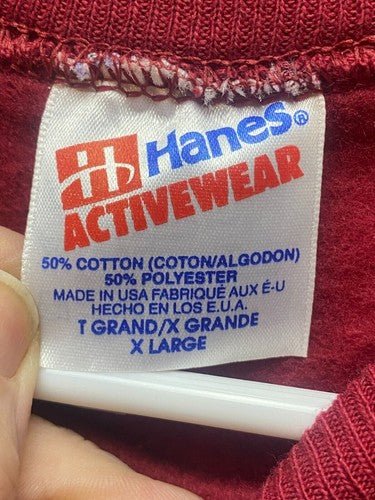 Hanes®
ACTIVEWEAR
50% COTTON (COTON/ALGODON)
50% POLYESTER
MADE IN USA FABRIQUÉ AUX É-U
HECHO EN LOS E.U.A.
T GRAND/X GRANDE
X LARGE